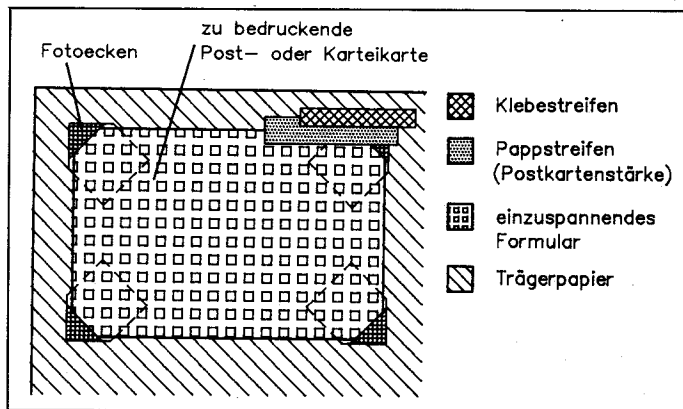 zu bedruckende
Post- oder Karteikarte
Fotoecken
Klebestreifen
Pappstreifen
(Postkartenstärke)
einzuspannendes
Formular
Trägerpapier